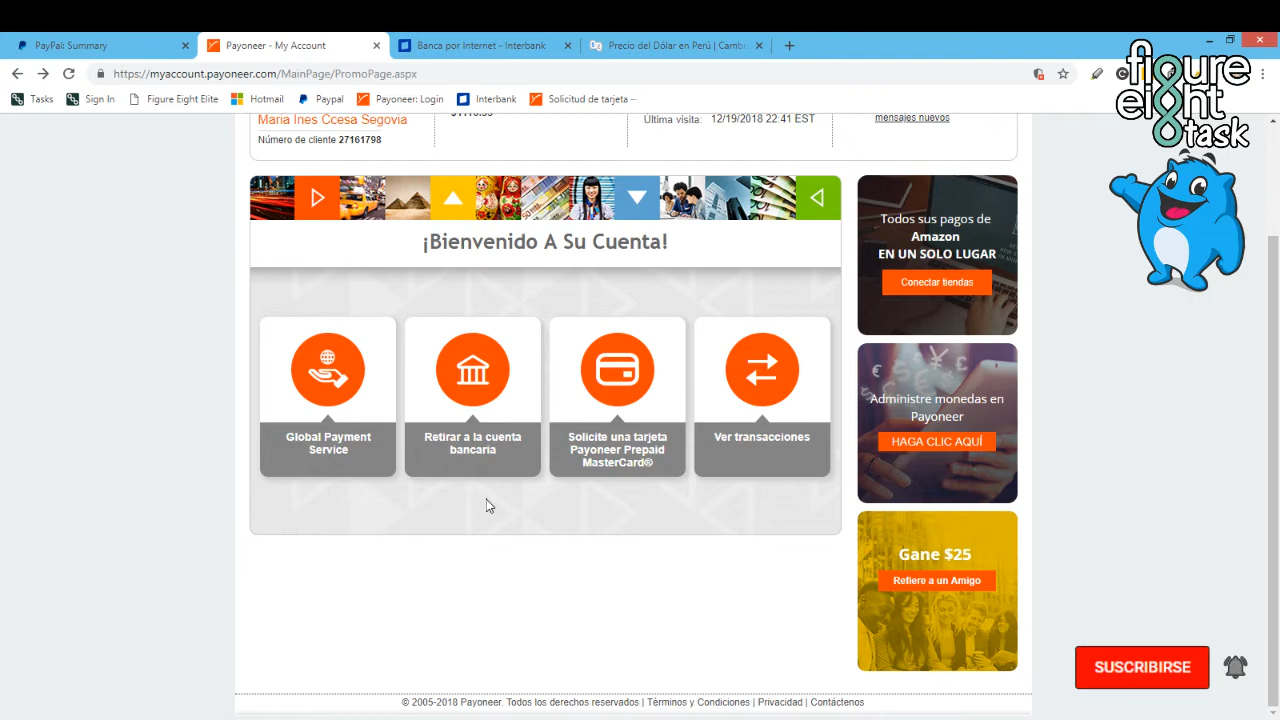 PayPal: Summary
Payoneer - My Account
Banca por Internet - Interbank
Precio del Dólar en Perú | Cambi
https://myaccount.payoneer.com/MainPage/PromoPage.aspx
Tasks
Sign In
Figure Eight Elite
Hotmail
Paypal
Payoneer: Login
Interbank
Solicitud de tarjeta –
figure
eight
task
Maria Ines Ccesa Segovia
Número de cliente 27161798
Última visita: 12/19/2018 22:41 EST
mensajes nuevos
¡Bienvenido A Su Cuenta!
Global Payment
Service
Retirar a la cuenta
bancaria
Solicite una tarjeta
Payoneer Prepaid
MasterCard®
Ver transacciones
Todos sus pagos de
Amazon
EN UN SOLO LUGAR
Conectar tiendas
Administre monedas en
Payoneer
HAGA CLIC AQUÍ
Gane $25
Refiere a un Amigo
SUSCRIBIRSE
© 2005-2018 Payoneer. Todos los derechos reservados | Términos y Condiciones | Privacidad | Contáctenos